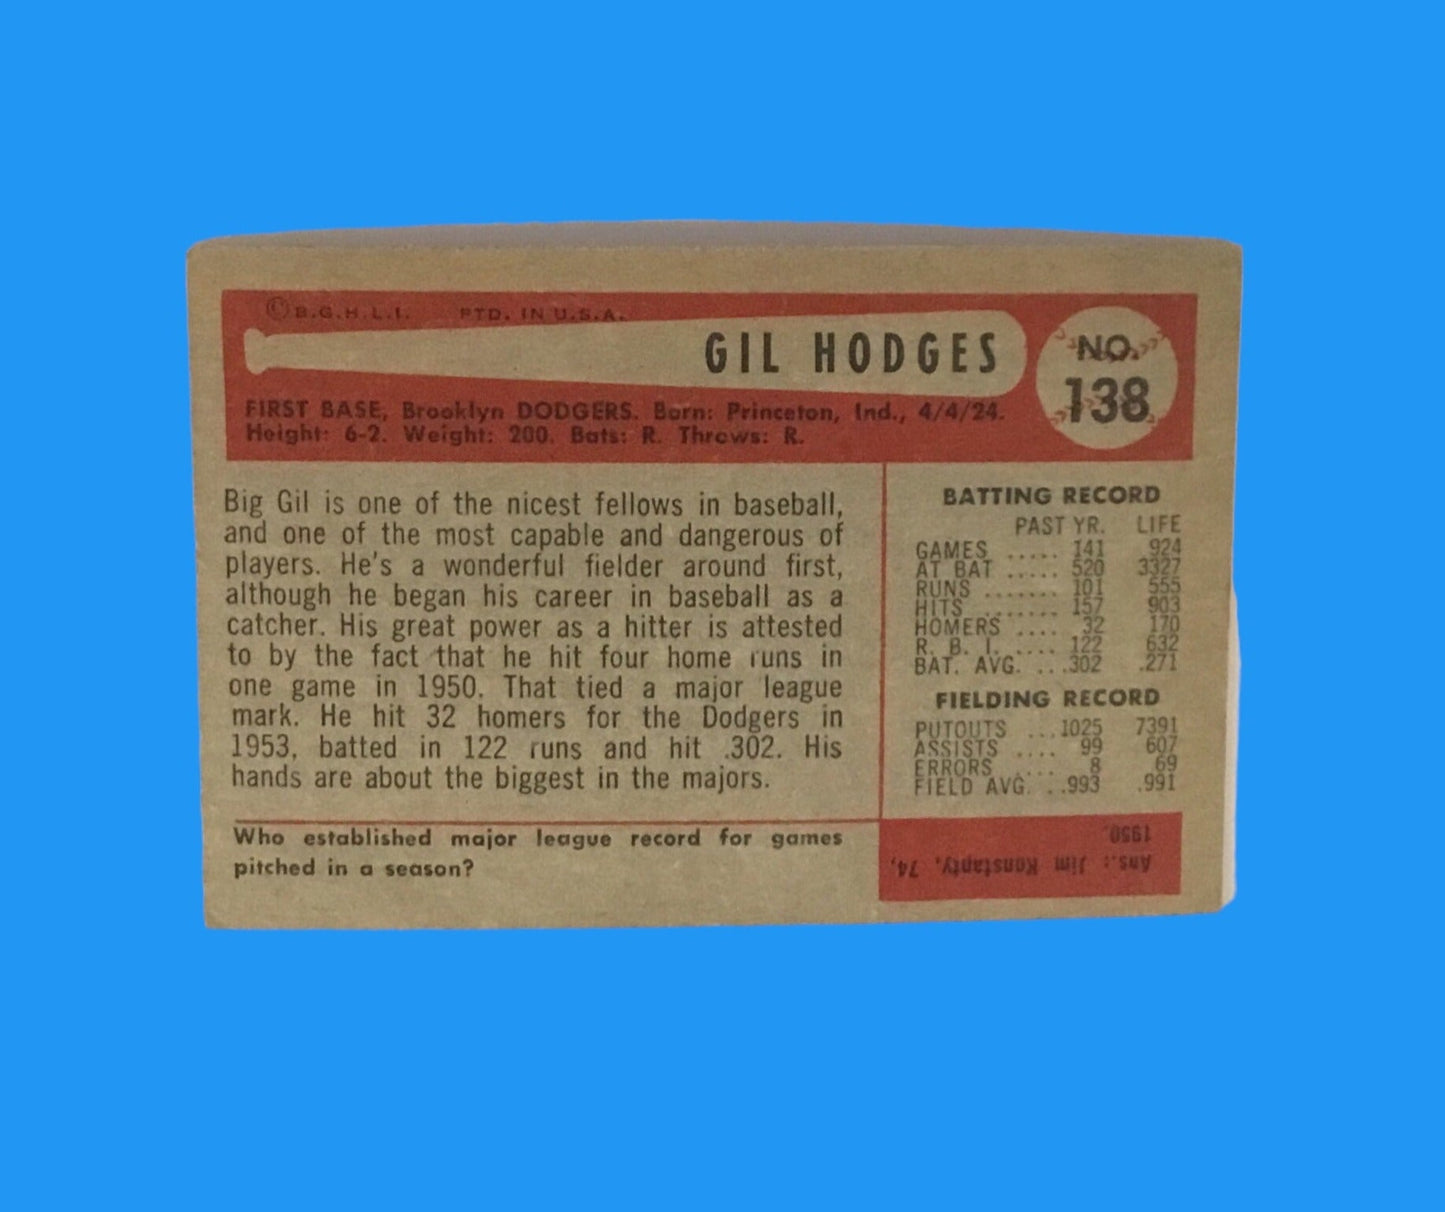 © B.G.H.L.I. PTD. IN U.S.A.
GIL HODGES
NO.
138
FIRST BASE, Brooklyn DODGERS. Born: Princeton, Ind., 4/4/24.
Height: 6-2. Weight: 200. Bats: R. Throws: R.
Big Gil is one of the nicest fellows in baseball,
and one of the most capable and dangerous of
players. He's a wonderful fielder around first,
although he began his career in baseball as a
catcher. His great power as a hitter is attested
to by the fact that he hit four home runs in
one game in 1950. That tied a major league
mark. He hit 32 homers for the Dodgers in
1953, batted in 122 runs and hit .302. His
hands are about the biggest in the majors.
BATTING RECORD
PAST YR. LIFE
GAMES ..... 141 924
AT BAT ..... 520 3327
RUNS ....... 101 555
HITS ........ 157 903
HOMERS .... 32 170
R. B. I. ..... 122 632
BAT. AVG. ...302 .271
FIELDING RECORD
PUTOUTS ...1025 7391
ASSISTS .... 99 607
ERRORS .... 8 69
FIELD AVG. ..993 .991
Who established major league record for games
pitched in a season?
Ans.: Jim Konstanty, 74,
1950.